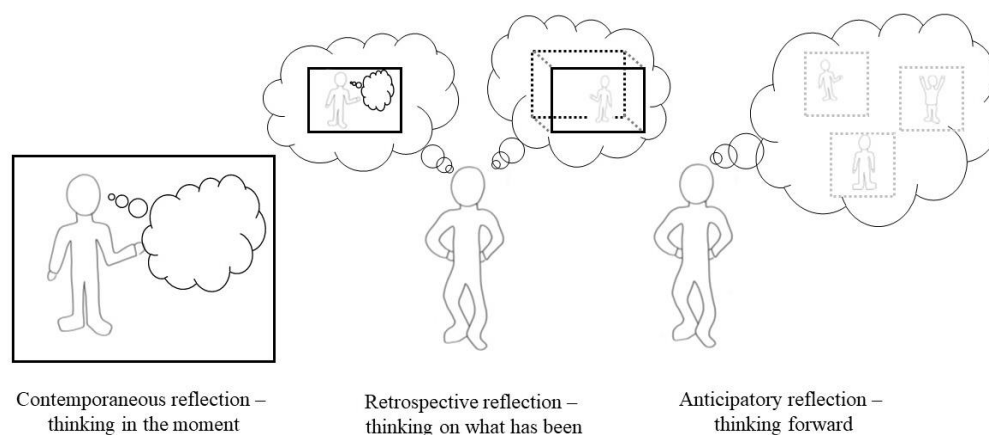 Contemporaneous reflection –
thinking in the moment
Retrospective reflection –
thinking on what has been
Anticipatory reflection –
thinking forward